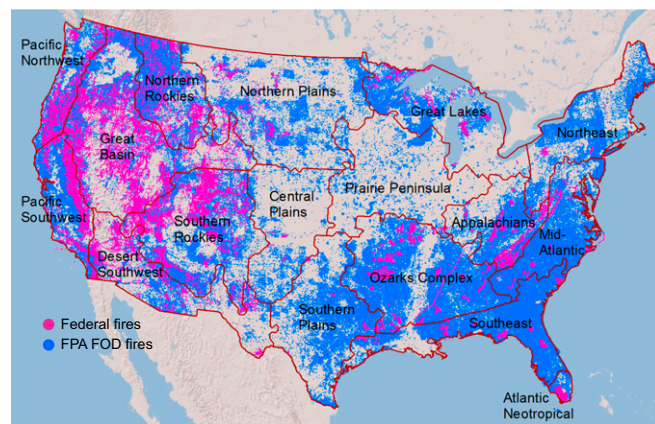 Pacific
Northwest
Northern
Rockies
Northern Plains
Great Lakes
Northeast
Great
Basin
Prairie Peninsula
Central
Plains
Appalachians
Mid-
Atlantic
Pacific
Southwest
Southern
Rockies
Desert
Southwest
Ozarks Complex
Southern
Plains
Southeast
Federal fires
FPA FOD fires
Atlantic
Neotropical